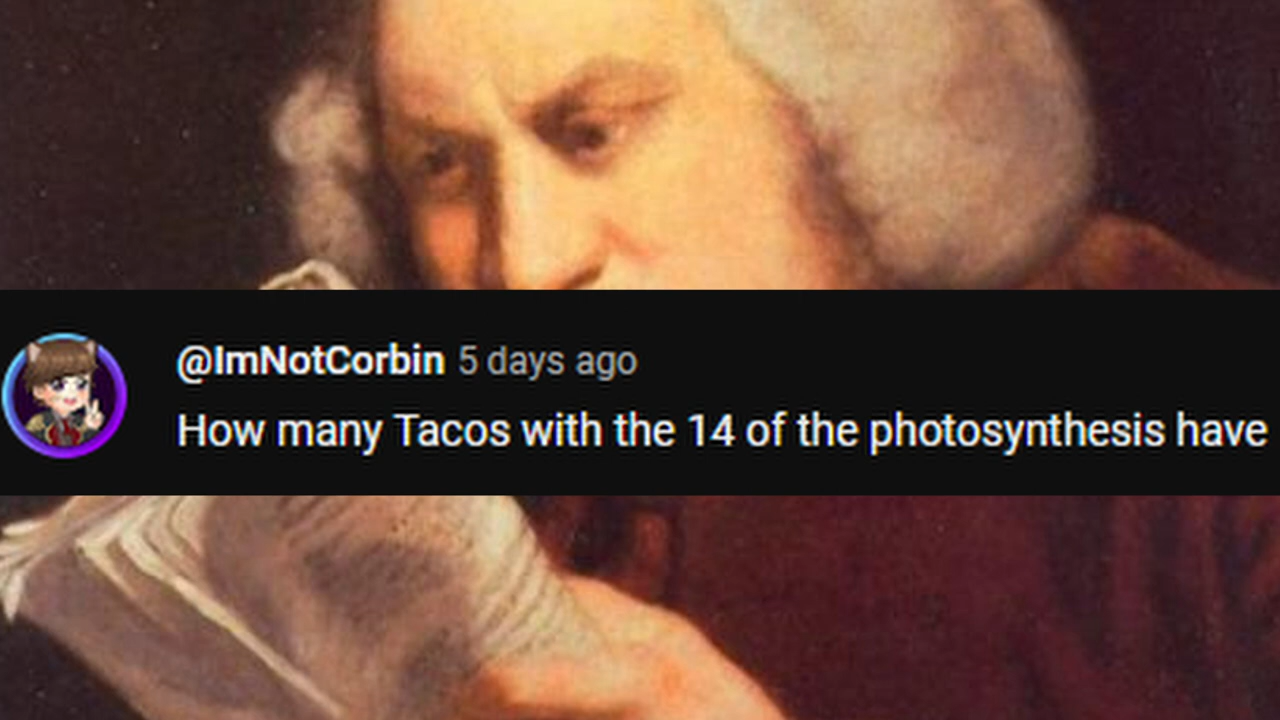 @ImNotCorbin 5 days ago
How many Tacos with the 14 of the photosynthesis have